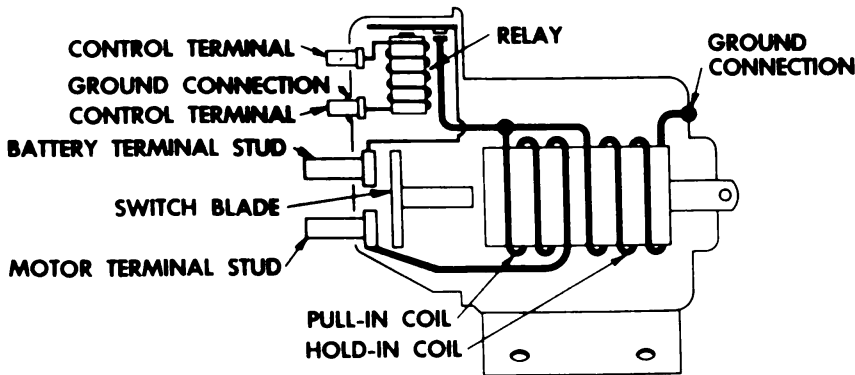 CONTROL TERMINAL
GROUND CONNECTION
CONTROL TERMINAL
BATTERY TERMINAL STUD
SWITCH BLADE
MOTOR TERMINAL STUD
RELAY
GROUND
CONNECTION
PULL-IN COIL
HOLD-IN COIL